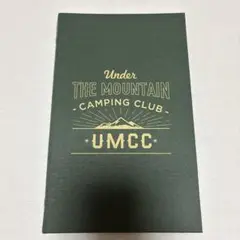 Under
THE MOUNTAIN
- CAMPING CLUB -
UMCC